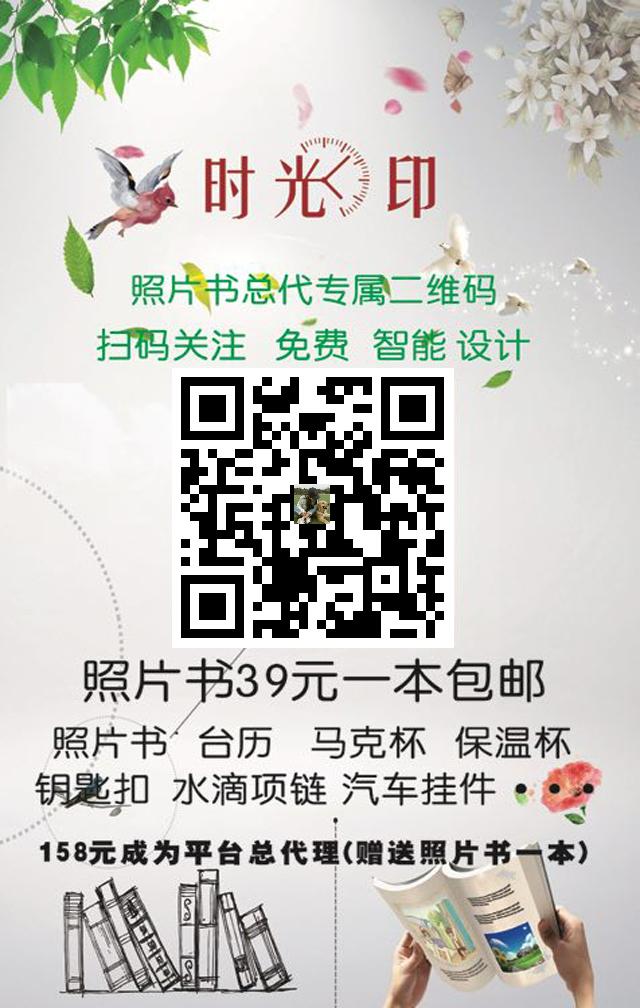 时光印
照片书总代专属二维码
扫码关注 免费 智能 设计
照片书39元一本包邮
照片书 台历 马克杯 保温杯
钥匙扣 水滴项链 汽车挂件
158元成为平台总代理(赠送照片书一本)